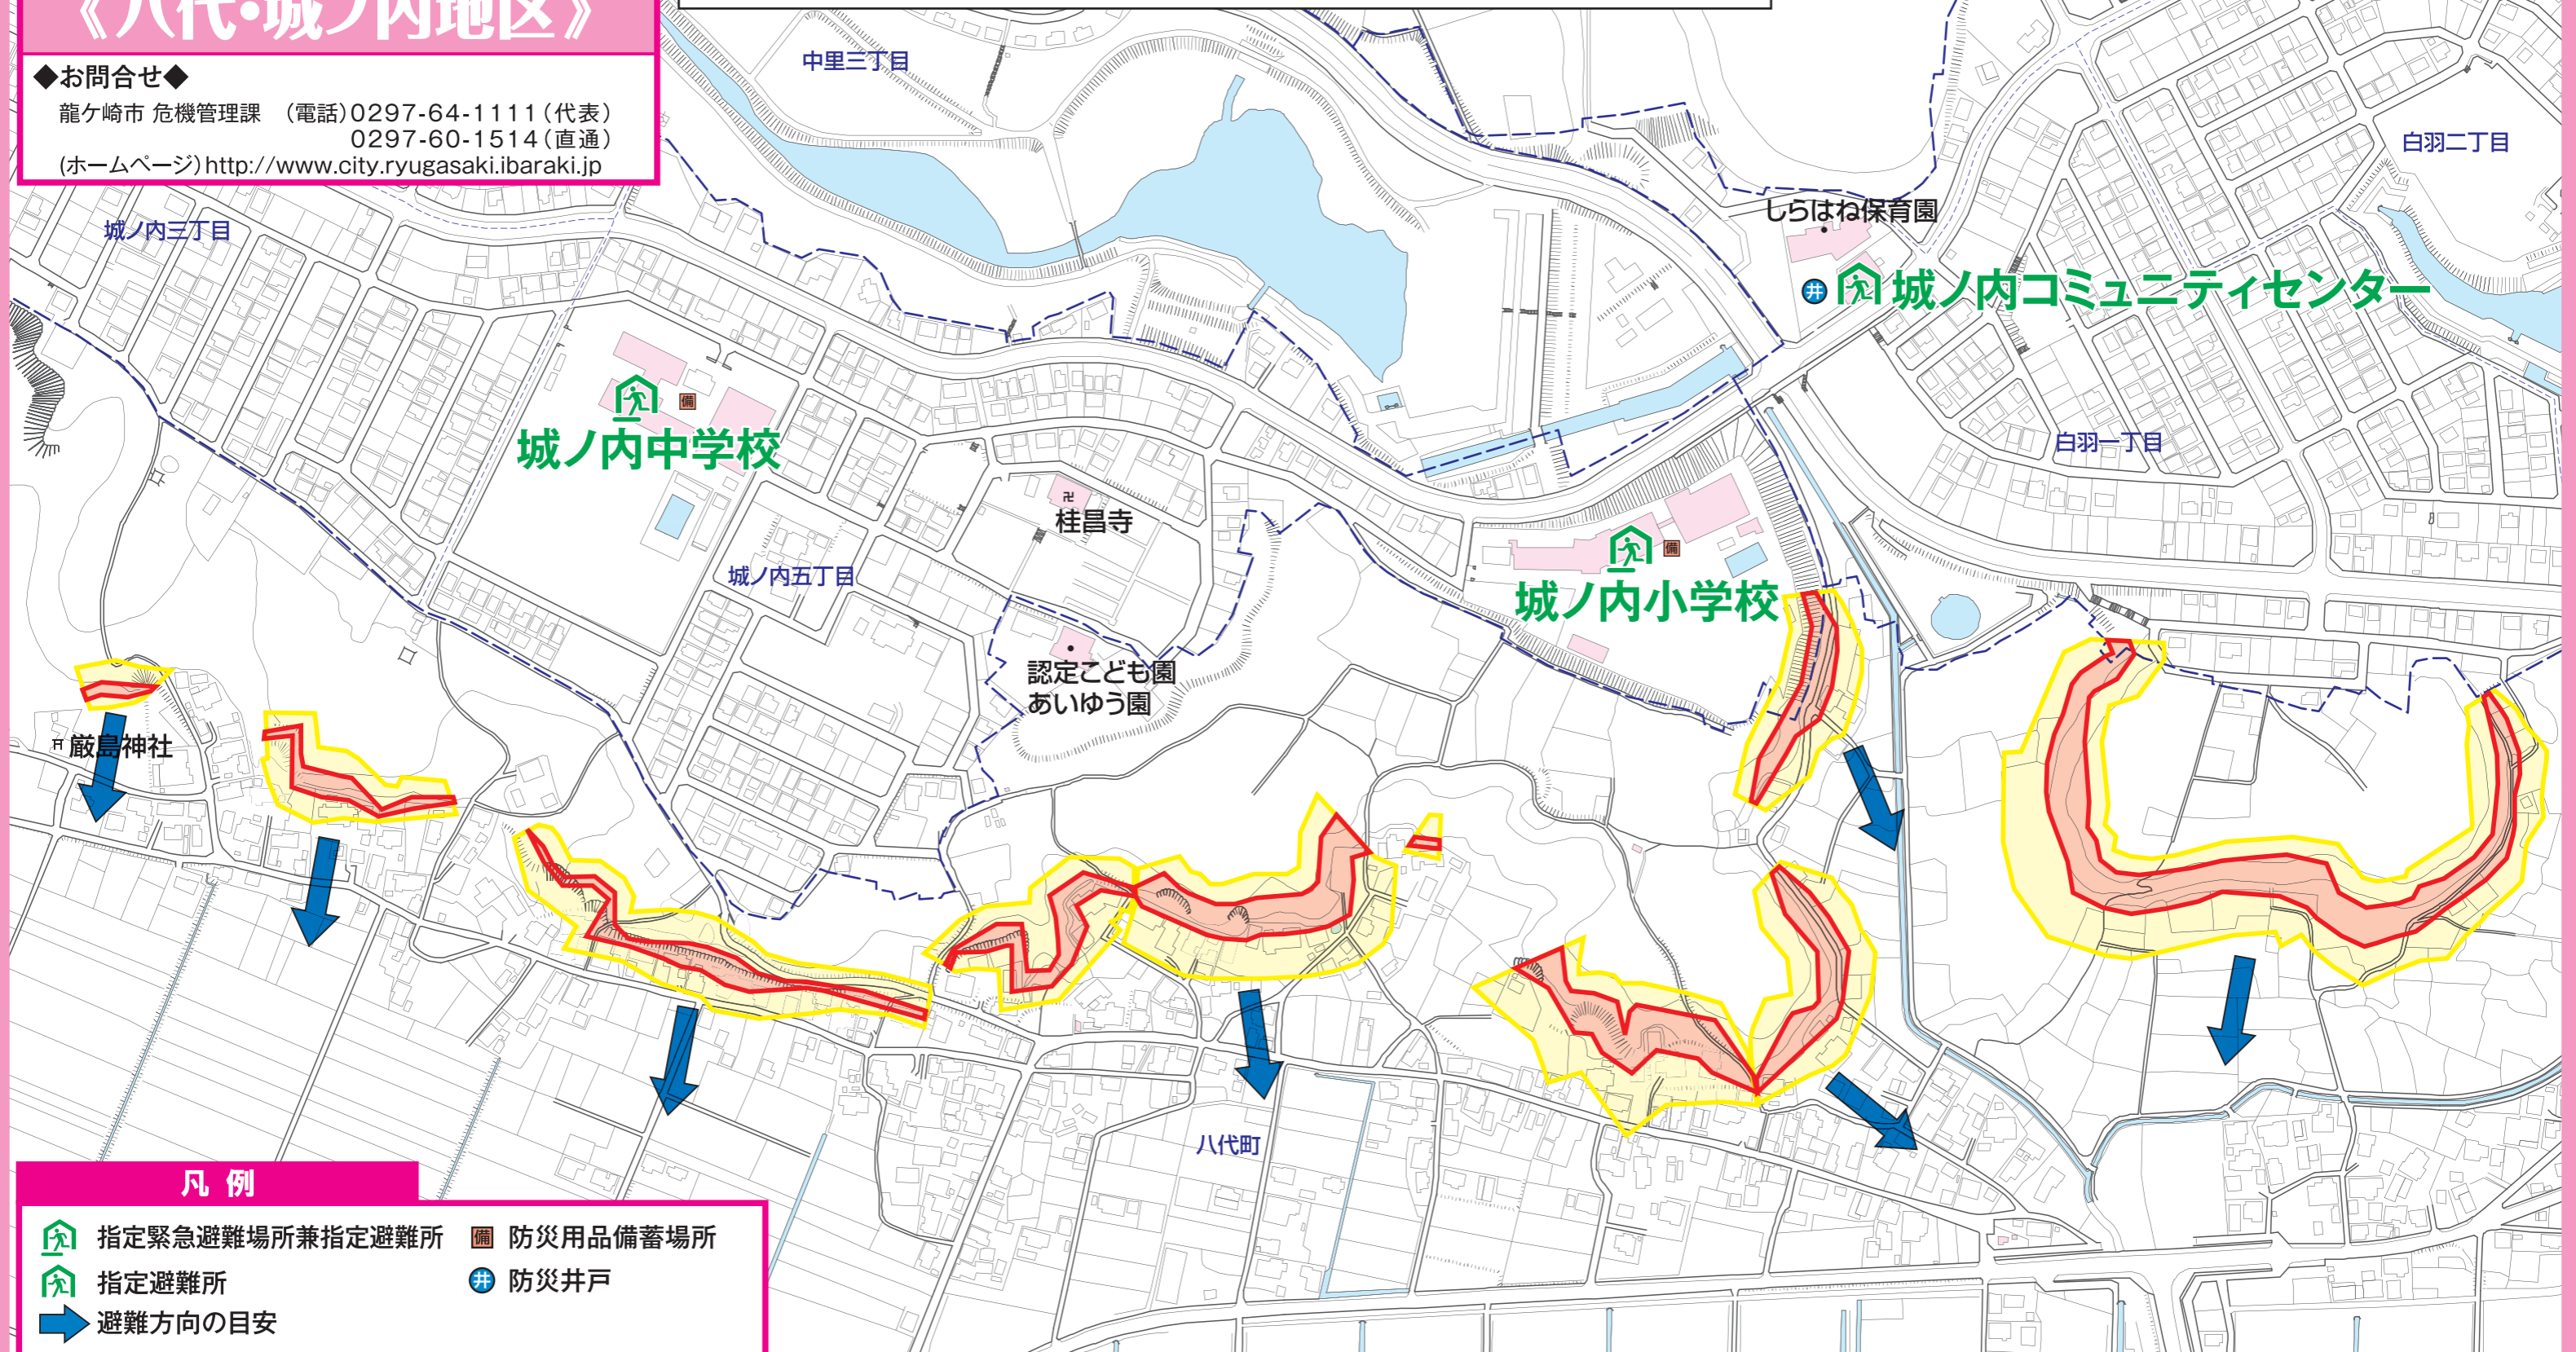 《八代・城ノ内地区》
◆お問合せ◆
龍ケ崎市 危機管理課 (電話)0297-64-1111(代表)
0297-60-1514(直通)
(ホームページ)http://www.city.ryugasaki.ibaraki.jp
中里三丁目
白羽二丁目
しらはね保育園
城ノ内三丁目
井
城ノ内コミュニティセンター
備
城ノ内中学校
白羽一丁目
卍
桂昌寺
備
城ノ内五丁目
城ノ内小学校
認定こども園
あいゆう園
厳島神社
八代町
凡例
指定緊急避難場所兼指定避難所
備 防災用品備蓄場所
指定避難所
井 防災井戸
避難方向の目安